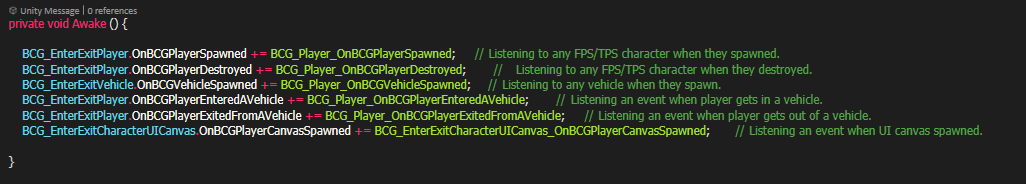 Unity Message | 0 references
private void Awake () {
BCG_EnterExitPlayer.OnBCGPlayerSpawned += BCG_Player_OnBCGPlayerSpawned; // Listening to any FPS/TPS character when they spawned.
BCG_EnterExitPlayer.OnBCGPlayerDestroyed += BCG_Player_OnBCGPlayerDestroyed; // Listening to any FPS/TPS character when they destroyed.
BCG_EnterExitVehicle.OnBCGVehicleSpawned += BCG_Player_OnBCGVehicleSpawned; // Listening to any vehicle when they spawn.
BCG_EnterExitPlayer.OnBCGPlayerEnteredAVehicle += BCG_Player_OnBCGPlayerEnteredAVehicle; // Listening an event when player gets in a vehicle.
BCG_EnterExitPlayer.OnBCGPlayerExitedFromAVehicle += BCG_Player_OnBCGPlayerExitedFromAVehicle; // Listening an event when player gets out of a vehicle.
BCG_EnterExitCharacterUICanvas.OnBCGPlayerCanvasSpawned += BCG_EnterExitCharacterUICanvas_OnBCGPlayerCanvasSpawned; // Listening an event when UI canvas spawned.
}